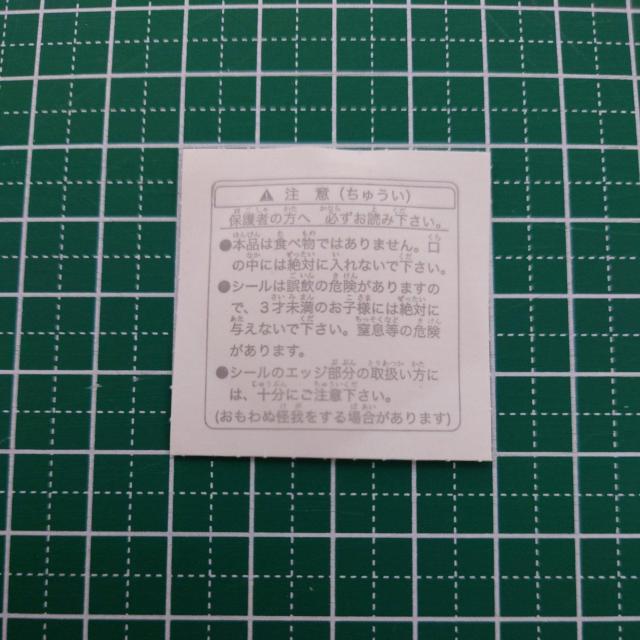 ⚠ 注 意 (ちゅうい)
保護者の方へ 必ずお読み下さい。
●本品は食べ物ではありません。口
の中には絶対に入れないで下さい。
●シールは誤飲の危険がありますの
で、3才未満のお子様には絶対に
与えないで下さい。窒息等の危険
があります。
●シールのエッジ部分の取扱い方に
は、十分にご注意下さい。
(おもわぬ怪我をする場合があります)